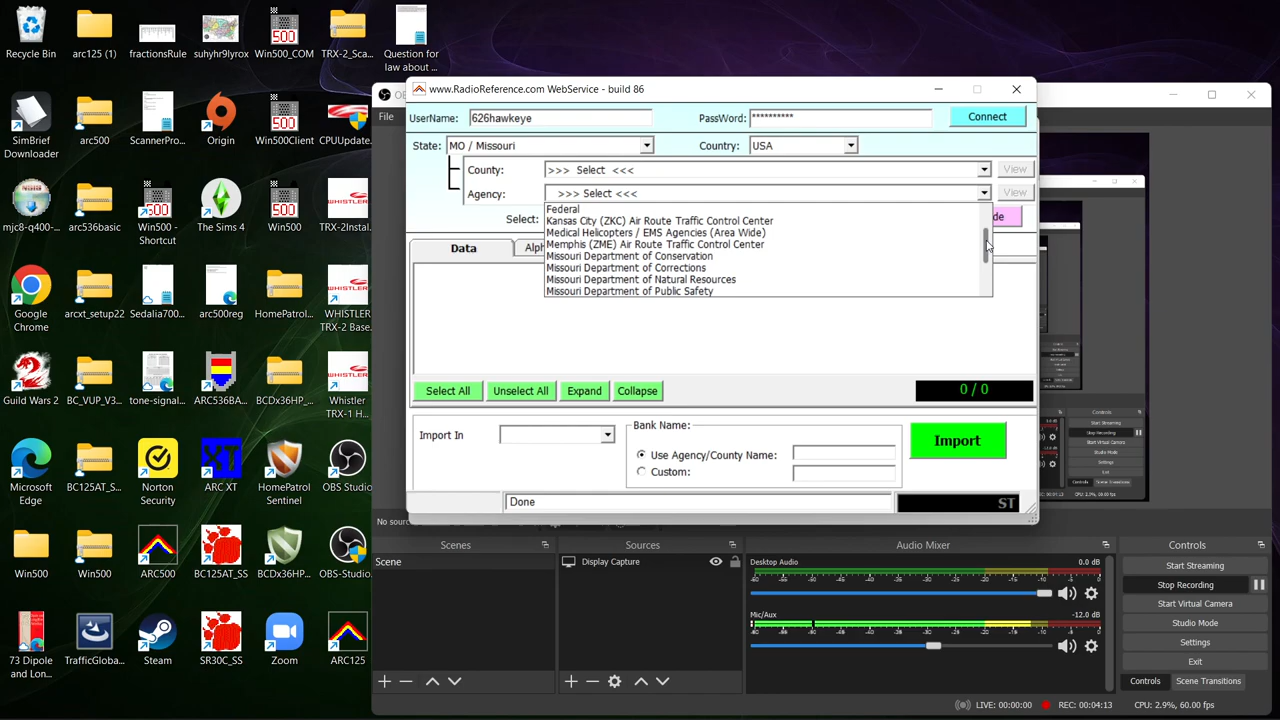 Recycle Bin
arc125 (1)
fractionsRule
suhyhr9lyrox
Win500_COM
TRX-2_Sca...
Question for
law about ...
SimBrief
Downloader
arc500
ScannerPro...
Origin
Win500Client
CPUUpdate...
mjc8-q400-...
arc536basic
Win500 -
Shortcut
The Sims 4
Win500
WHISTLER
TRX-2 Base...
Google
Chrome
arcxt_setup22
Sedalia700...
arc500reg
HomePatrol...
Guild Wars 2
BC_VUP_V3...
tone-signal...
ARC536BA...
BCDx36HP...
Whistler
TRX-1 H...
Microsoft
Edge
BC125AT_S...
Norton
Security
ARC XT
HomePatrol
Sentinel
OBS Studio
Win500
Win500
ARC500
BC125AT_SS
BCDx36HP...
OBS-Studio...
73 Dipole
and Lon...
TrafficGloba...
Steam
SR30C_SS
Zoom
ARC125
File
www.RadioReference.com WebService - build 86
UserName: 626hawkeye PassWord: ********** Connect
State: MO / Missouri Country: USA
County: >>> Select <<< View
Agency: >>> Select <<< View
Select:
de
Federal
Kansas City (ZKC) Air Route Traffic Control Center
Medical Helicopters / EMS Agencies (Area Wide)
Memphis (ZME) Air Route Traffic Control Center
Missouri Department of Conservation
Missouri Department of Corrections
Missouri Department of Natural Resources
Missouri Department of Public Safety
Data Alph
Select All Unselect All Expand Collapse 0 / 0
Import In
Bank Name:
Use Agency/County Name:
Custom:
Import
Done ST
No sourc
Scenes
Scene
Sources
Display Capture
Audio Mixer
Desktop Audio 0.0 dB
Mic/Aux -12.0 dB
Controls
Start Streaming
Stop Recording
Start Virtual Camera
Studio Mode
Settings
Exit
Controls Scene Transitions
LIVE: 00:00:00 REC: 00:04:13 CPU: 2.9%, 60.00 fps